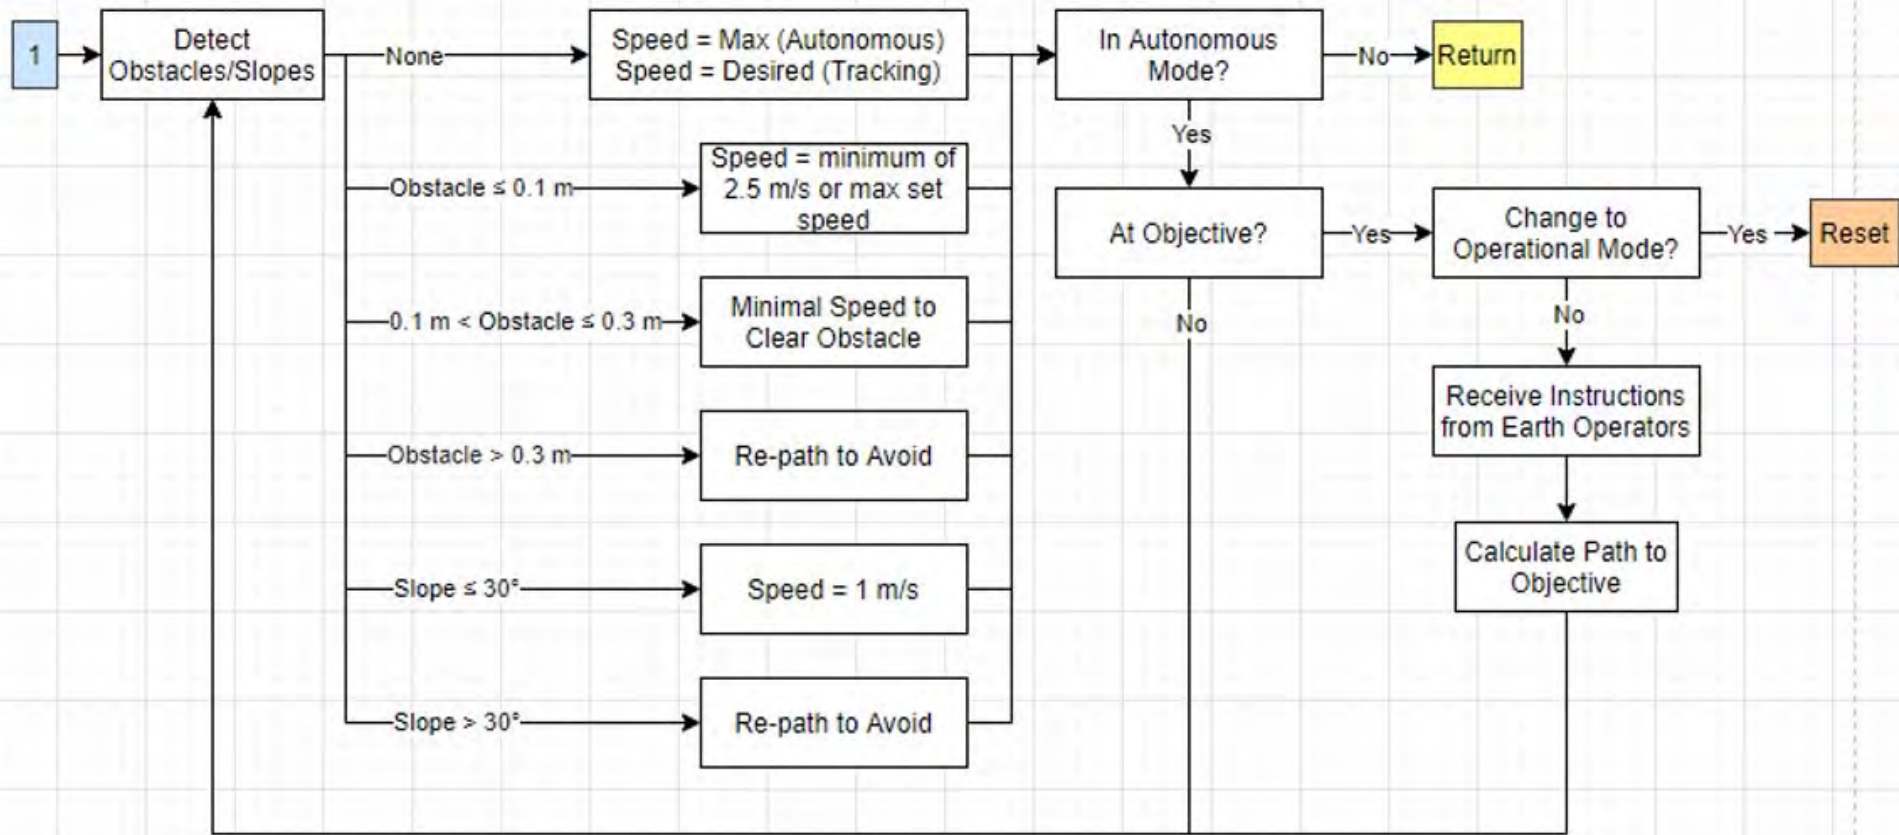 1
Detect
Obstacles/Slopes
None
Speed = Max (Autonomous)
Speed = Desired (Tracking)
In Autonomous
Mode?
No
Return
Yes
Obstacle ≤ 0.1 m
Speed = minimum of
2.5 m/s or max set
speed
At Objective?
Yes
Change to
Operational Mode?
Yes
Reset
0.1 m < Obstacle ≤ 0.3 m
Minimal Speed to
Clear Obstacle
No
No
Receive Instructions
from Earth Operators
Obstacle > 0.3 m
Re-path to Avoid
Calculate Path to
Objective
Slope ≤ 30°
Speed = 1 m/s
Slope > 30°
Re-path to Avoid